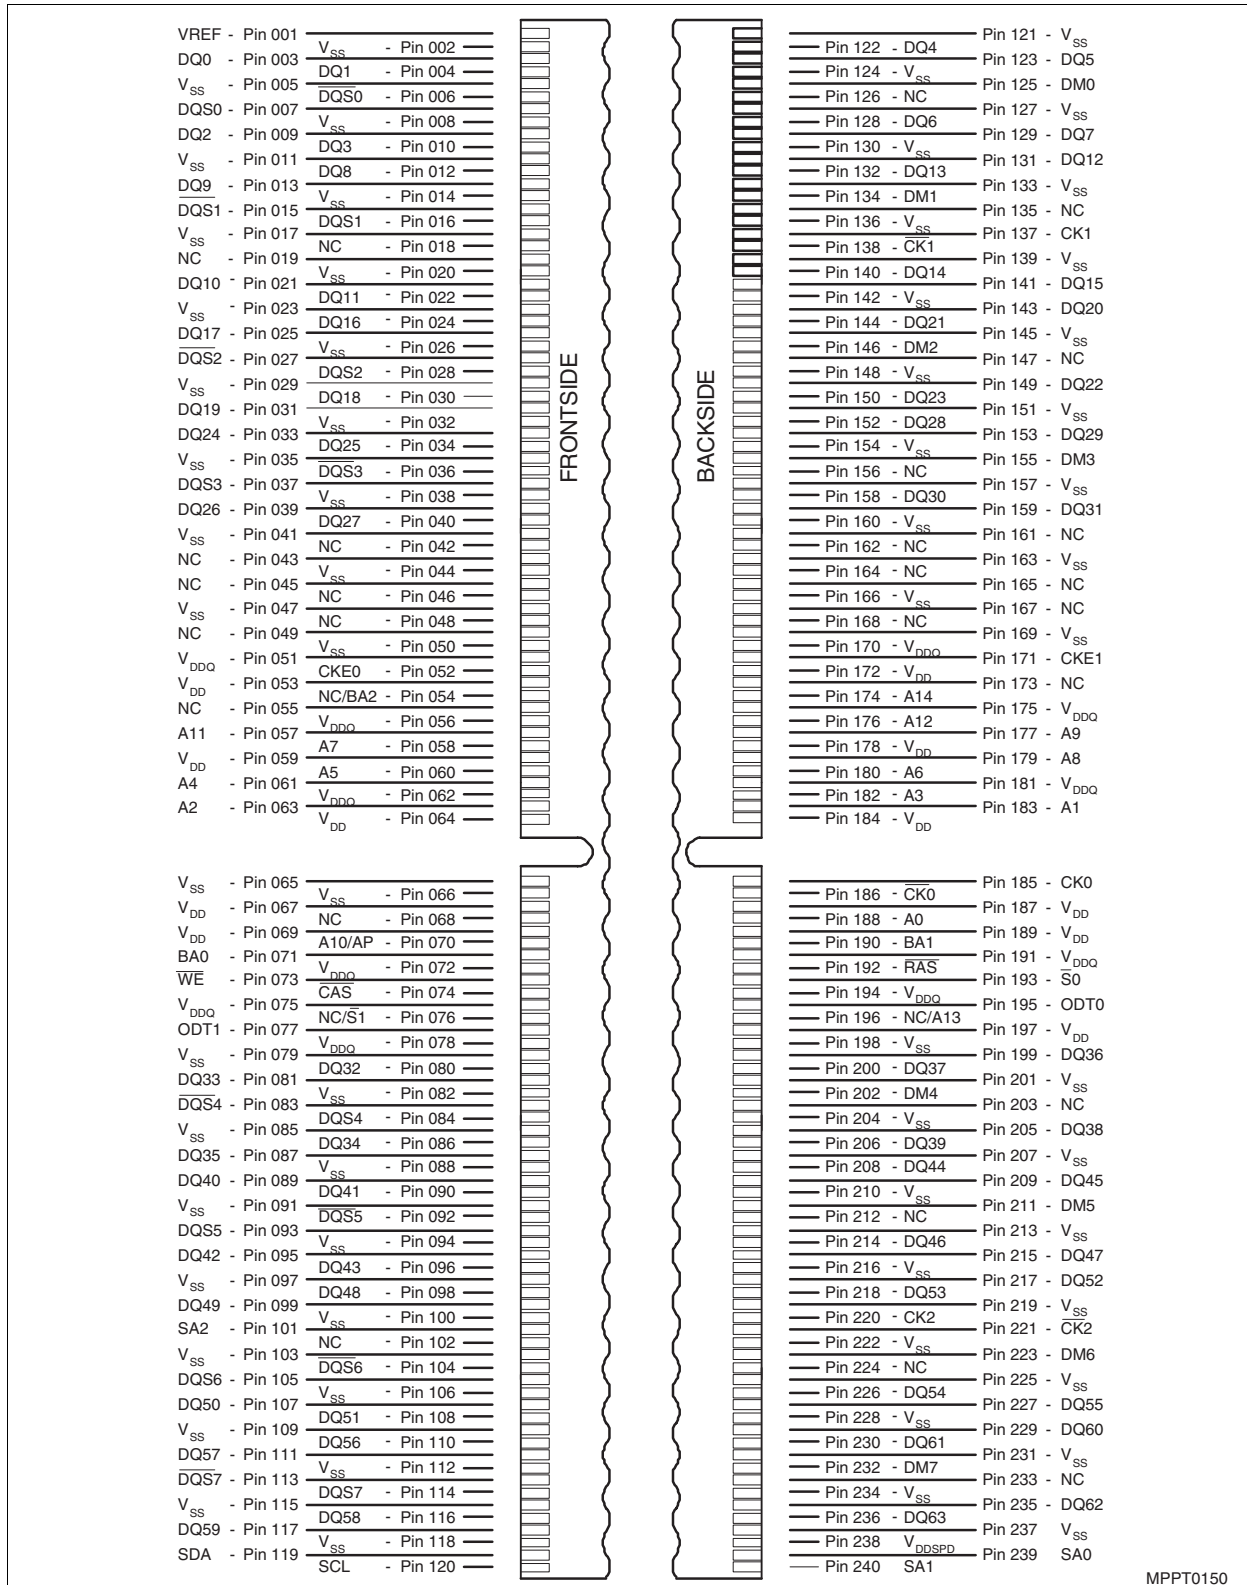 VREF - Pin 001
VSS - Pin 002
DQ0 - Pin 003
DQ1 - Pin 004
VSS - Pin 005
D̅Q̅S̅0̅ - Pin 006
DQS0 - Pin 007
VSS - Pin 008
DQ2 - Pin 009
DQ3 - Pin 010
VSS - Pin 011
DQ8 - Pin 012
DQ9 - Pin 013
VSS - Pin 014
D̅Q̅S̅1̅ - Pin 015
DQS1 - Pin 016
VSS - Pin 017
NC - Pin 018
NC - Pin 019
VSS - Pin 020
DQ10 - Pin 021
DQ11 - Pin 022
VSS - Pin 023
DQ16 - Pin 024
DQ17 - Pin 025
VSS - Pin 026
D̅Q̅S̅2̅ - Pin 027
DQS2 - Pin 028
VSS - Pin 029
DQ18 - Pin 030
DQ19 - Pin 031
VSS - Pin 032
DQ24 - Pin 033
DQ25 - Pin 034
VSS - Pin 035
D̅Q̅S̅3̅ - Pin 036
DQS3 - Pin 037
VSS - Pin 038
DQ26 - Pin 039
DQ27 - Pin 040
VSS - Pin 041
NC - Pin 042
NC - Pin 043
VSS - Pin 044
NC - Pin 045
NC - Pin 046
VSS - Pin 047
NC - Pin 048
NC - Pin 049
VSS - Pin 050
VDDQ - Pin 051
CKE0 - Pin 052
VDD - Pin 053
NC/BA2 - Pin 054
NC - Pin 055
VDDQ - Pin 056
A11 - Pin 057
A7 - Pin 058
VDD - Pin 059
A5 - Pin 060
A4 - Pin 061
VDDQ - Pin 062
A2 - Pin 063
VDD - Pin 064
VSS - Pin 065
VSS - Pin 066
VDD - Pin 067
NC - Pin 068
VDD - Pin 069
A10/AP - Pin 070
BA0 - Pin 071
VDDQ - Pin 072
W̅E̅ - Pin 073
C̅A̅S̅ - Pin 074
VDDQ - Pin 075
NC/S̅1 - Pin 076
ODT1 - Pin 077
VDDQ - Pin 078
VSS - Pin 079
DQ32 - Pin 080
DQ33 - Pin 081
VSS - Pin 082
D̅Q̅S̅4̅ - Pin 083
DQS4 - Pin 084
VSS - Pin 085
DQ34 - Pin 086
DQ35 - Pin 087
VSS - Pin 088
DQ40 - Pin 089
DQ41 - Pin 090
VSS - Pin 091
D̅Q̅S̅5̅ - Pin 092
DQS5 - Pin 093
VSS - Pin 094
DQ42 - Pin 095
DQ43 - Pin 096
VSS - Pin 097
DQ48 - Pin 098
DQ49 - Pin 099
VSS - Pin 100
SA2 - Pin 101
NC - Pin 102
VSS - Pin 103
D̅Q̅S̅6̅ - Pin 104
DQS6 - Pin 105
VSS - Pin 106
DQ50 - Pin 107
DQ51 - Pin 108
VSS - Pin 109
DQ56 - Pin 110
DQ57 - Pin 111
VSS - Pin 112
D̅Q̅S̅7̅ - Pin 113
DQS7 - Pin 114
VSS - Pin 115
DQ58 - Pin 116
DQ59 - Pin 117
VSS - Pin 118
SDA - Pin 119
SCL - Pin 120
FRONTSIDE
BACKSIDE
Pin 121 - VSS
Pin 122 - DQ4
Pin 123 - DQ5
Pin 124 - VSS
Pin 125 - DM0
Pin 126 - NC
Pin 127 - VSS
Pin 128 - DQ6
Pin 129 - DQ7
Pin 130 - VSS
Pin 131 - DQ12
Pin 132 - DQ13
Pin 133 - VSS
Pin 134 - DM1
Pin 135 - NC
Pin 136 - VSS
Pin 137 - CK1
Pin 138 - C̅K̅1̅
Pin 139 - VSS
Pin 140 - DQ14
Pin 141 - DQ15
Pin 142 - VSS
Pin 143 - DQ20
Pin 144 - DQ21
Pin 145 - VSS
Pin 146 - DM2
Pin 147 - NC
Pin 148 - VSS
Pin 149 - DQ22
Pin 150 - DQ23
Pin 151 - VSS
Pin 152 - DQ28
Pin 153 - DQ29
Pin 154 - VSS
Pin 155 - DM3
Pin 156 - NC
Pin 157 - VSS
Pin 158 - DQ30
Pin 159 - DQ31
Pin 160 - VSS
Pin 161 - NC
Pin 162 - NC
Pin 163 - VSS
Pin 164 - NC
Pin 165 - NC
Pin 166 - VSS
Pin 167 - NC
Pin 168 - NC
Pin 169 - VSS
Pin 170 - VDDQ
Pin 171 - CKE1
Pin 172 - VDD
Pin 173 - NC
Pin 174 - A14
Pin 175 - VDDQ
Pin 176 - A12
Pin 177 - A9
Pin 178 - VDD
Pin 179 - A8
Pin 180 - A6
Pin 181 - VDDQ
Pin 182 - A3
Pin 183 - A1
Pin 184 - VDD
Pin 185 - CK0
Pin 186 - C̅K̅0̅
Pin 187 - VDD
Pin 188 - A0
Pin 189 - VDD
Pin 190 - BA1
Pin 191 - VDDQ
Pin 192 - R̅A̅S̅
Pin 193 - S̅0
Pin 194 - VDDQ
Pin 195 - ODT0
Pin 196 - NC/A13
Pin 197 - VDD
Pin 198 - VSS
Pin 199 - DQ36
Pin 200 - DQ37
Pin 201 - VSS
Pin 202 - DM4
Pin 203 - NC
Pin 204 - VSS
Pin 205 - DQ38
Pin 206 - DQ39
Pin 207 - VSS
Pin 208 - DQ44
Pin 209 - DQ45
Pin 210 - VSS
Pin 211 - DM5
Pin 212 - NC
Pin 213 - VSS
Pin 214 - DQ46
Pin 215 - DQ47
Pin 216 - VSS
Pin 217 - DQ52
Pin 218 - DQ53
Pin 219 - VSS
Pin 220 - CK2
Pin 221 - C̅K̅2̅
Pin 222 - VSS
Pin 223 - DM6
Pin 224 - NC
Pin 225 - VSS
Pin 226 - DQ54
Pin 227 - DQ55
Pin 228 - VSS
Pin 229 - DQ60
Pin 230 - DQ61
Pin 231 - VSS
Pin 232 - DM7
Pin 233 - NC
Pin 234 - VSS
Pin 235 - DQ62
Pin 236 - DQ63
Pin 237 VSS
Pin 238 VDDSPD
Pin 239 SA0
Pin 240 SA1
MPPT0150